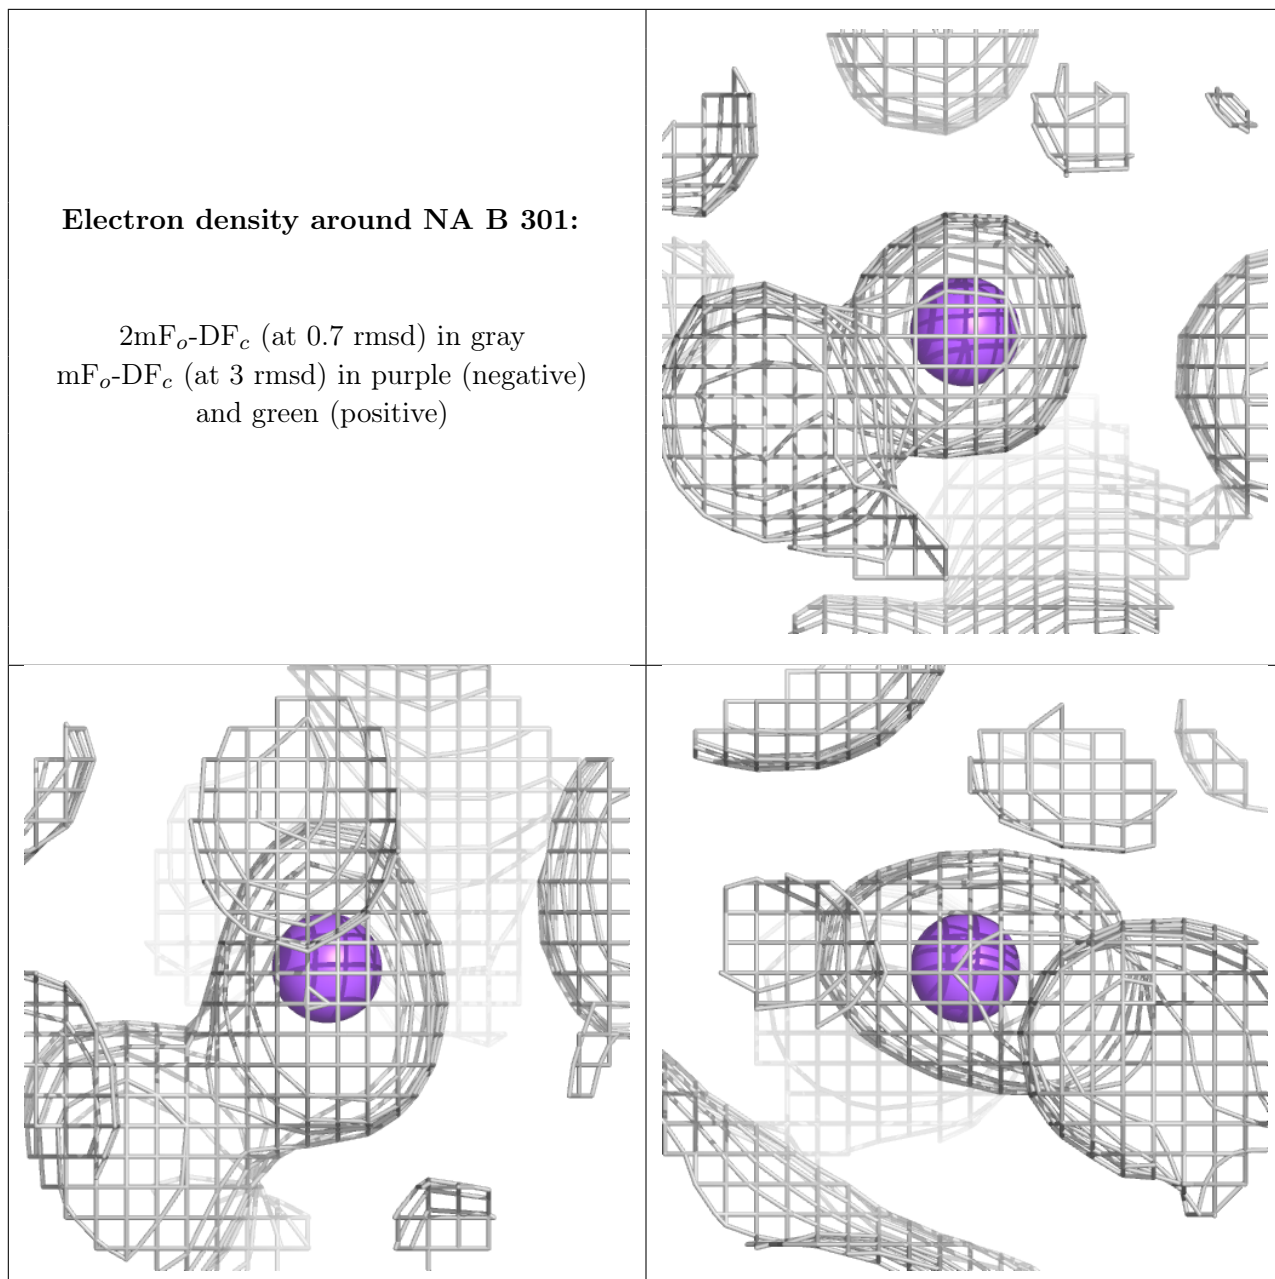 Electron density around NA B 301:
2mFo-DFc (at 0.7 rmsd) in gray
mFo-DFc (at 3 rmsd) in purple (negative)
and green (positive)